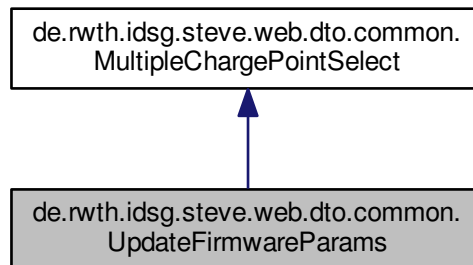 de.rwth.idsg.steve.web.dto.common.
MultipleChargePointSelect
de.rwth.idsg.steve.web.dto.common.
UpdateFirmwareParams